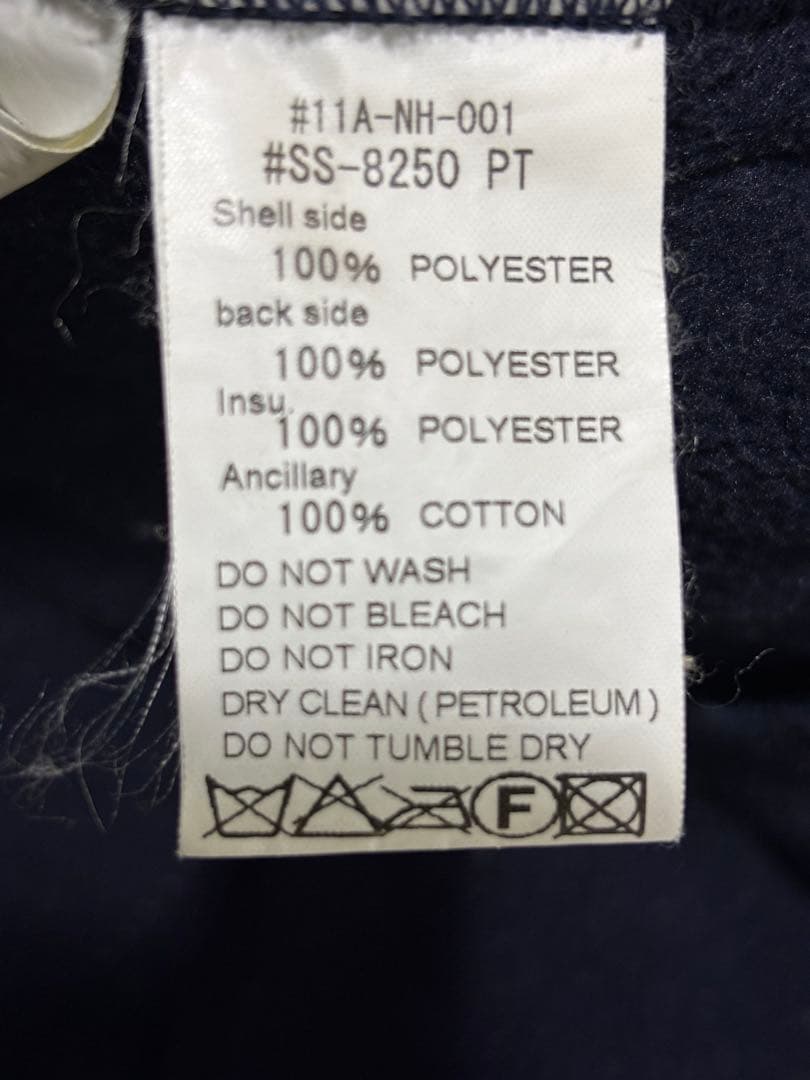 #11A-NH-001
#SS-8250 PT
Shell side
100% POLYESTER
back side
100% POLYESTER
Insu.
100% POLYESTER
Ancillary
100% COTTON
DO NOT WASH
DO NOT BLEACH
DO NOT IRON
DRY CLEAN (PETROLEUM)
DO NOT TUMBLE DRY
F